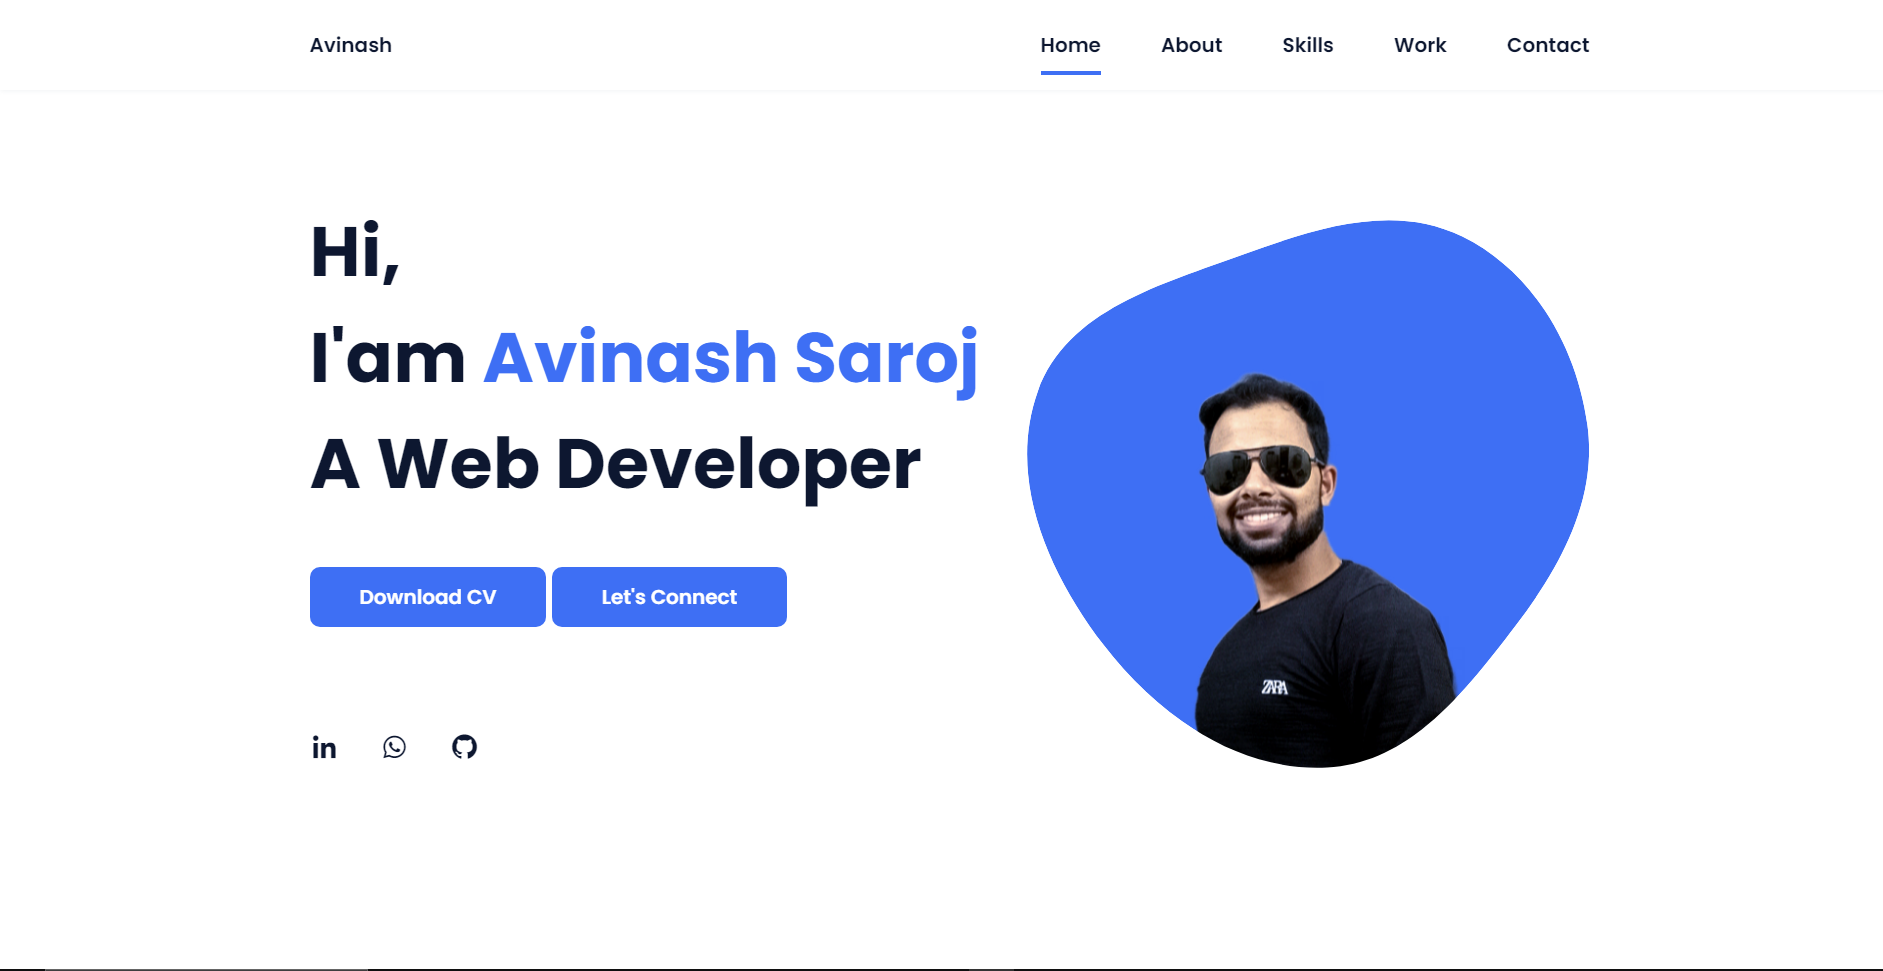 Avinash
Home About Skills Work Contact
Hi,
I'am Avinash Saroj
A Web Developer
Download CV Let's Connect
in
ZARA